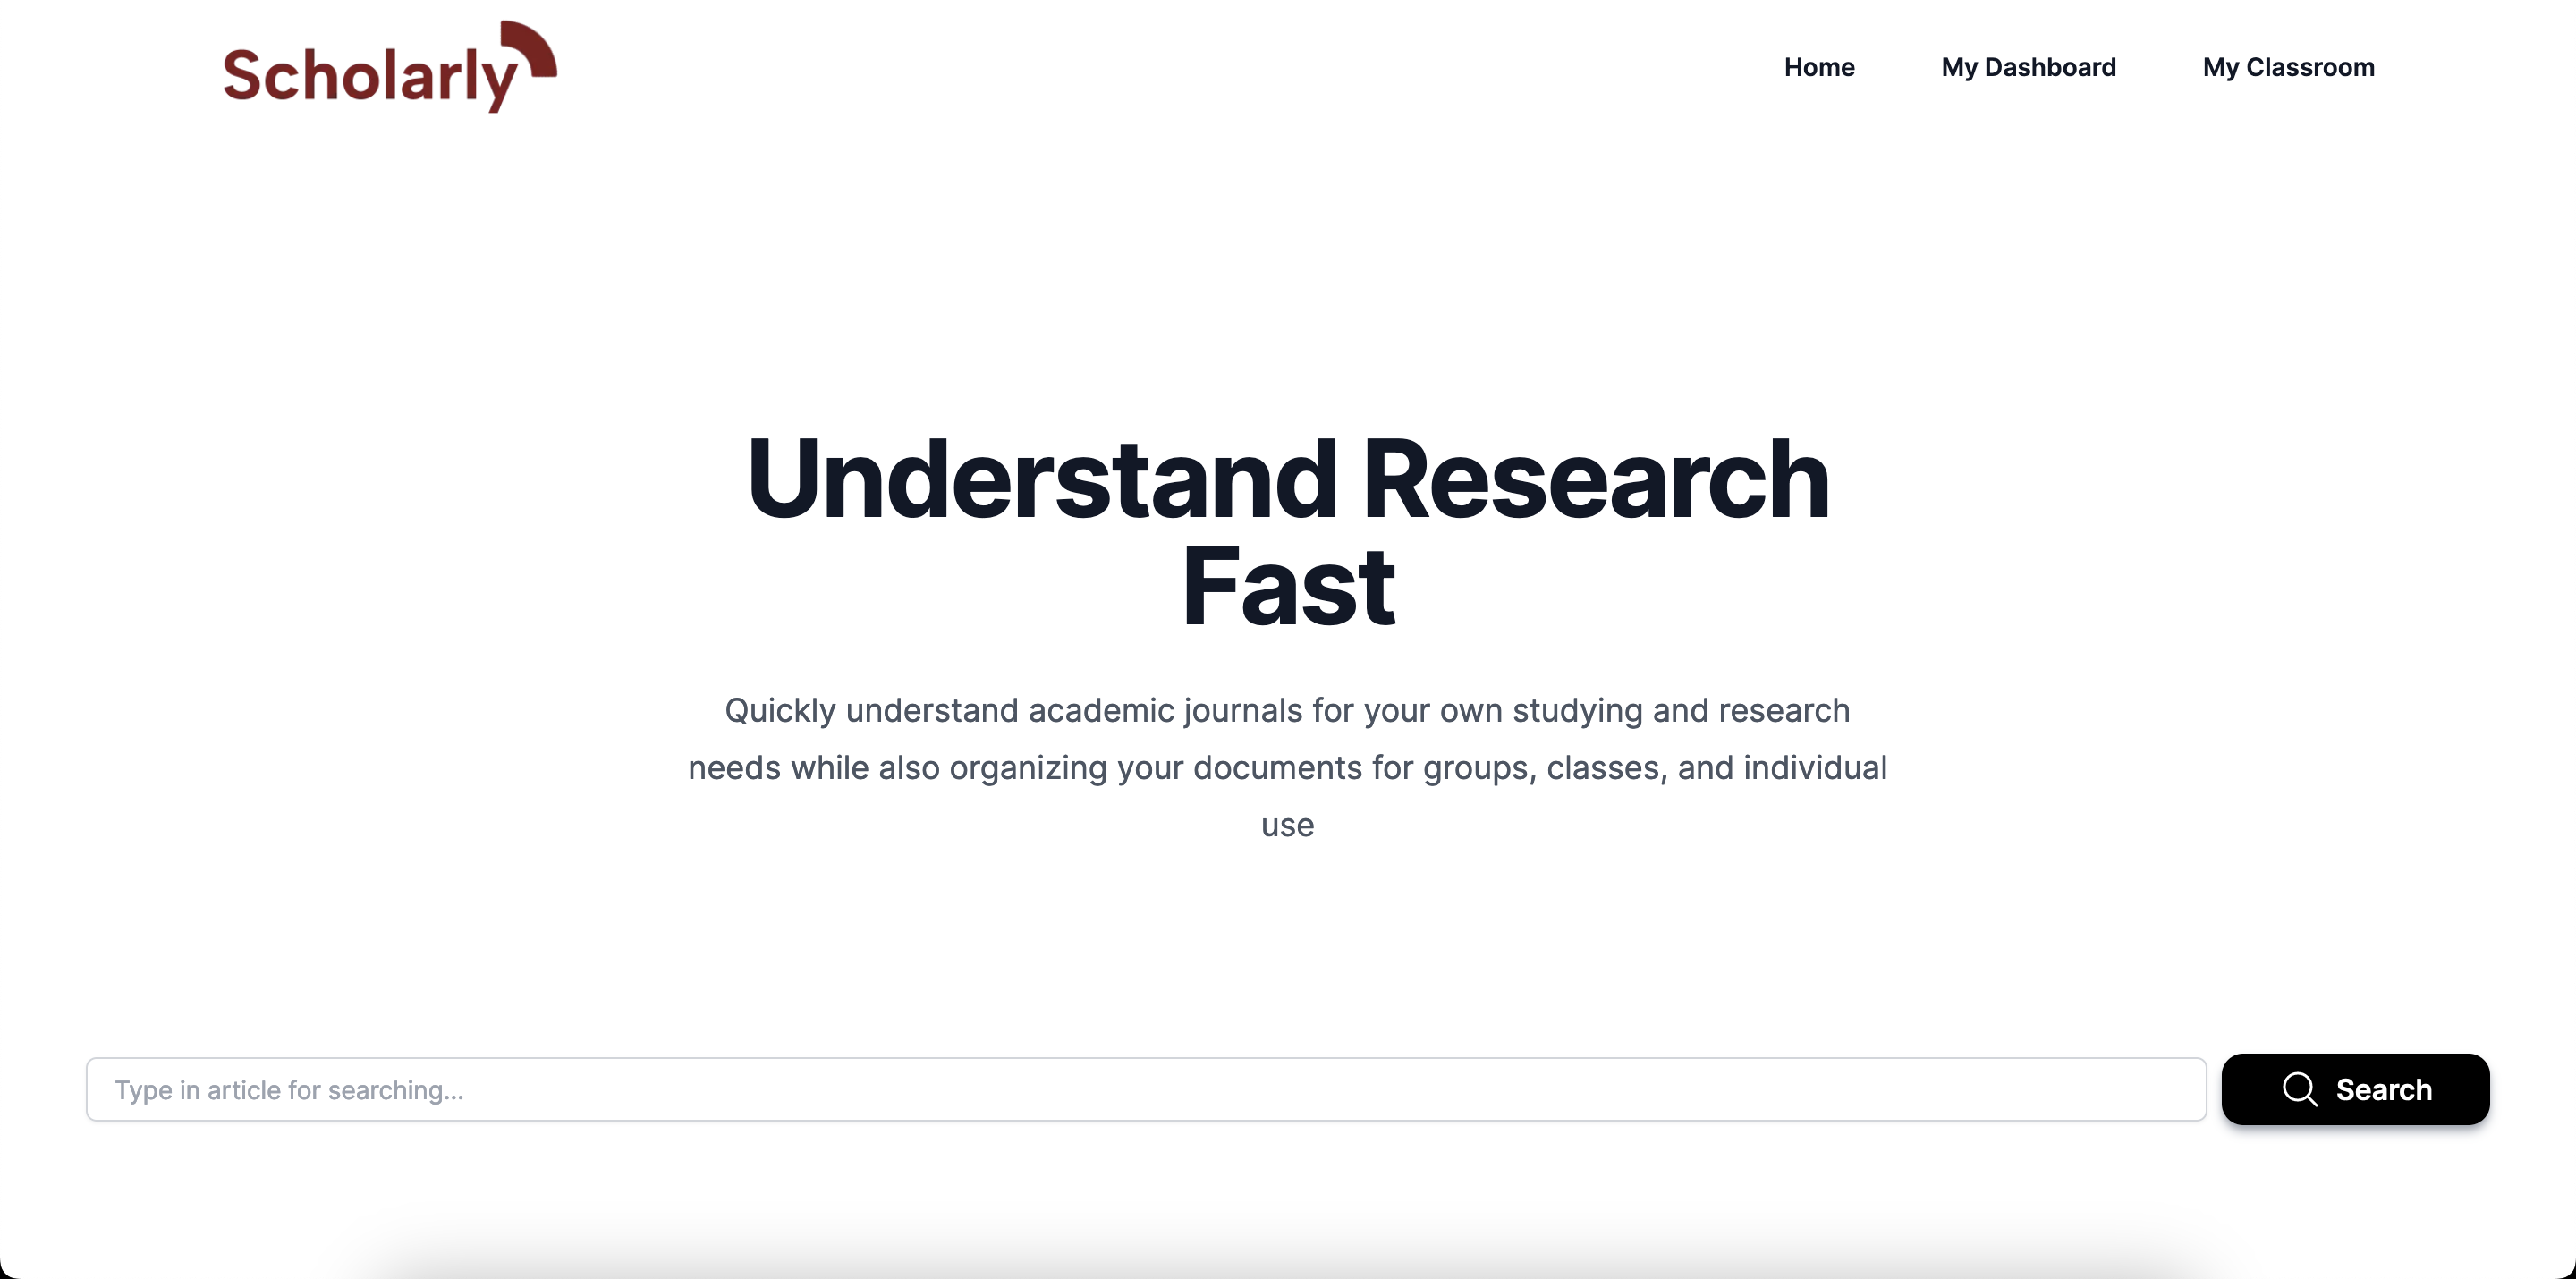 Scholarly
Home
My Dashboard
My Classroom
Understand Research
Fast
Quickly understand academic journals for your own studying and research
needs while also organizing your documents for groups, classes, and individual
use
Type in article for searching...
Search